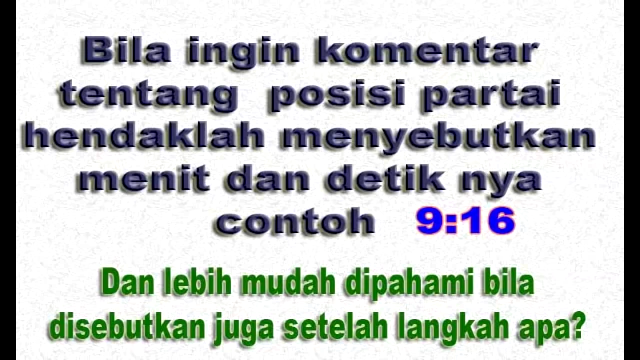 Bila ingin komentar
tentang posisi partai
hendaklah menyebutkan
menit dan detik nya
contoh 9:16
Dan lebih mudah dipahami bila
disebutkan juga setelah langkah apa?